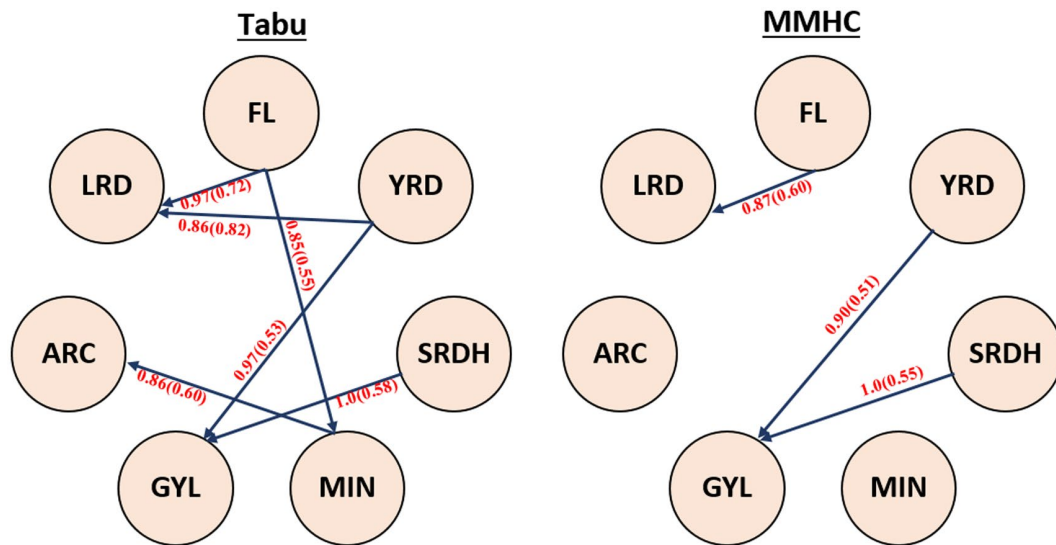 Tabu
FL
LRD
YRD
0.97(0.72)
0.86(0.82)
0.85(0.55)
ARC
SRDH
0.97(0.53)
0.86(0.60)
1.0(0.58)
GYL
MIN
MMHC
FL
LRD
YRD
0.87(0.60)
0.90(0.51)
ARC
SRDH
1.0(0.55)
GYL
MIN